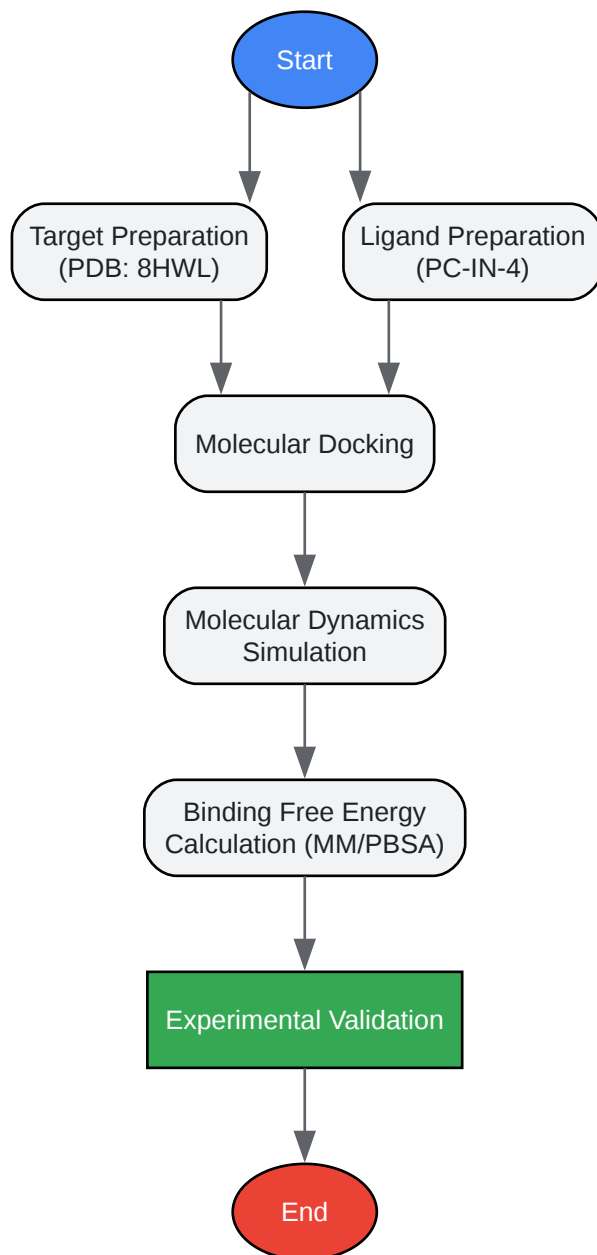 Start
Target Preparation
(PDB: 8HWL)
Ligand Preparation
(PC-IN-4)
Molecular Docking
Molecular Dynamics
Simulation
Binding Free Energy
Calculation (MM/PBSA)
Experimental Validation
End